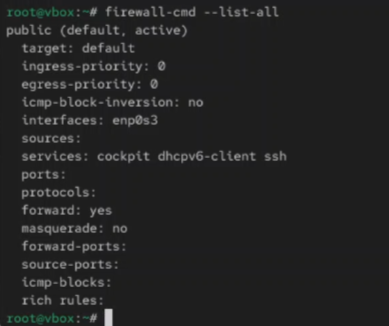 root@vbox:~# firewall-cmd --list-all
public (default, active)
  target: default
  ingress-priority: 0
  egress-priority: 0
  icmp-block-inversion: no
  interfaces: enp0s3
  sources:
  services: cockpit dhcpv6-client ssh
  ports:
  protocols:
  forward: yes
  masquerade: no
  forward-ports:
  source-ports:
  icmp-blocks:
  rich rules:
root@vbox:~#